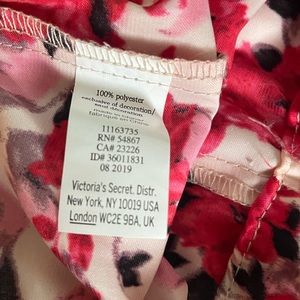 100% polyester
exclusive of decoration/
11163735
RN# 54867
CA# 23226
ID# 36011831
08 2019
Victoria's Secret. Distr.
New York, NY 10019 USA
London WC2E 9BA, UK